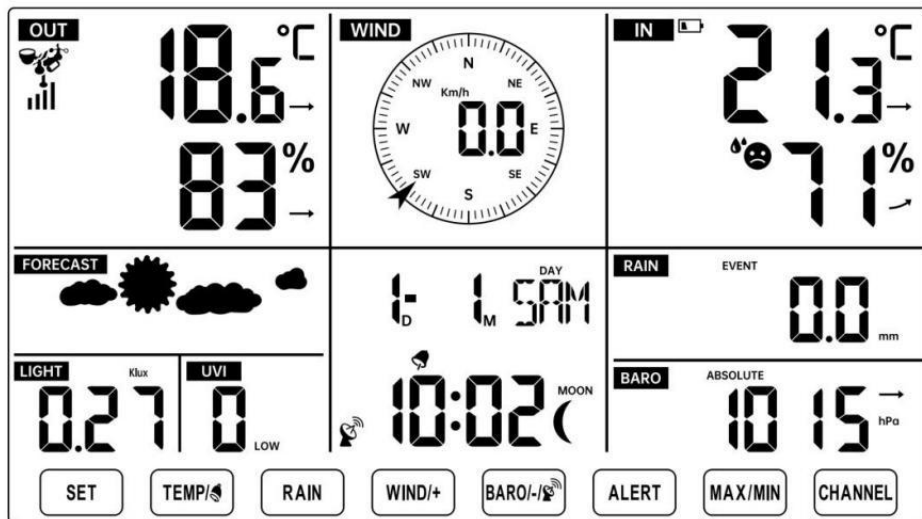 OUT
18.6 °C
83 %
WIND
N
NW NE
Km/h
W 0.0 E
SW SE
S
IN
21.3 °C
71 %
FORECAST
DAY
1 D - 1 M SAM
RAIN EVENT
0.0 mm
LIGHT Klux
0.27
UVI
0 LOW
10:02 MOON
BARO ABSOLUTE
1015 hPa
SET TEMP/ RAIN WIND/+ BARO/-/ ALERT MAX/MIN CHANNEL